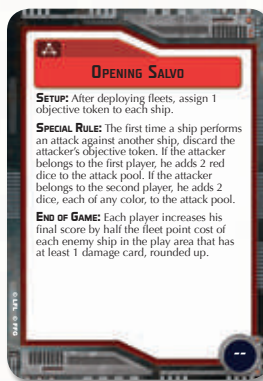 OPENING SALVO
SETUP: After deploying fleets, assign 1
objective token to each ship.
SPECIAL RULE: The first time a ship performs
an attack against another ship, discard the
attacker's objective token. If the attacker
belongs to the first player, he adds 2 red
dice to the attack pool. If the attacker
belongs to the second player, he adds 2
dice, each of any color, to the attack pool.
END OF GAME: Each player increases his
final score by half the fleet point cost of
each enemy ship in the play area that has
at least 1 damage card, rounded up.
© LFL © FFG
--